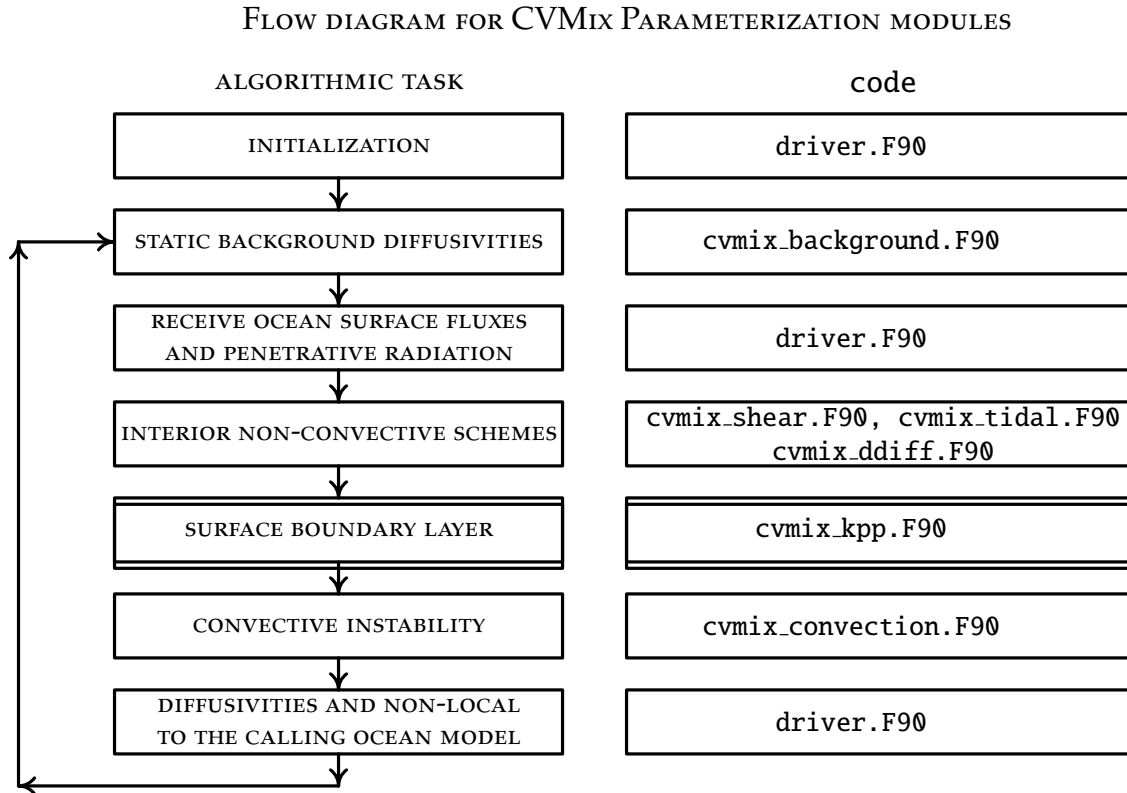 Flow diagram for CVMix Parameterization modules
algorithmic task code
initialization driver.F90
static background diffusivities cvmix_background.F90
receive ocean surface fluxes
and penetrative radiation
driver.F90
interior non-convective schemes
cvmix_shear.F90, cvmix_tidal.F90
cvmix_ddiff.F90
surface boundary layer cvmix_kpp.F90
convective instability cvmix_convection.F90
diffusivities and non-local
to the calling ocean model
driver.F90